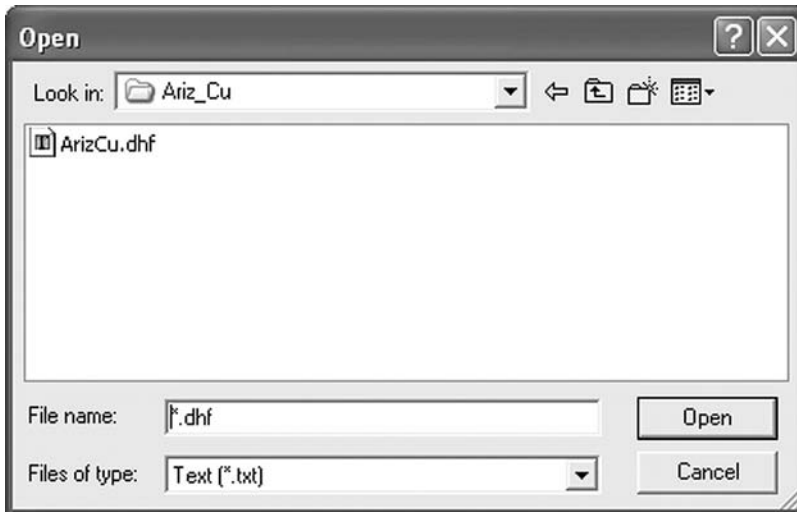 Open
Look in: Ariz_Cu
ArizCu.dhf
File name: *.dhf Open
Files of type: Text (*.txt) Cancel